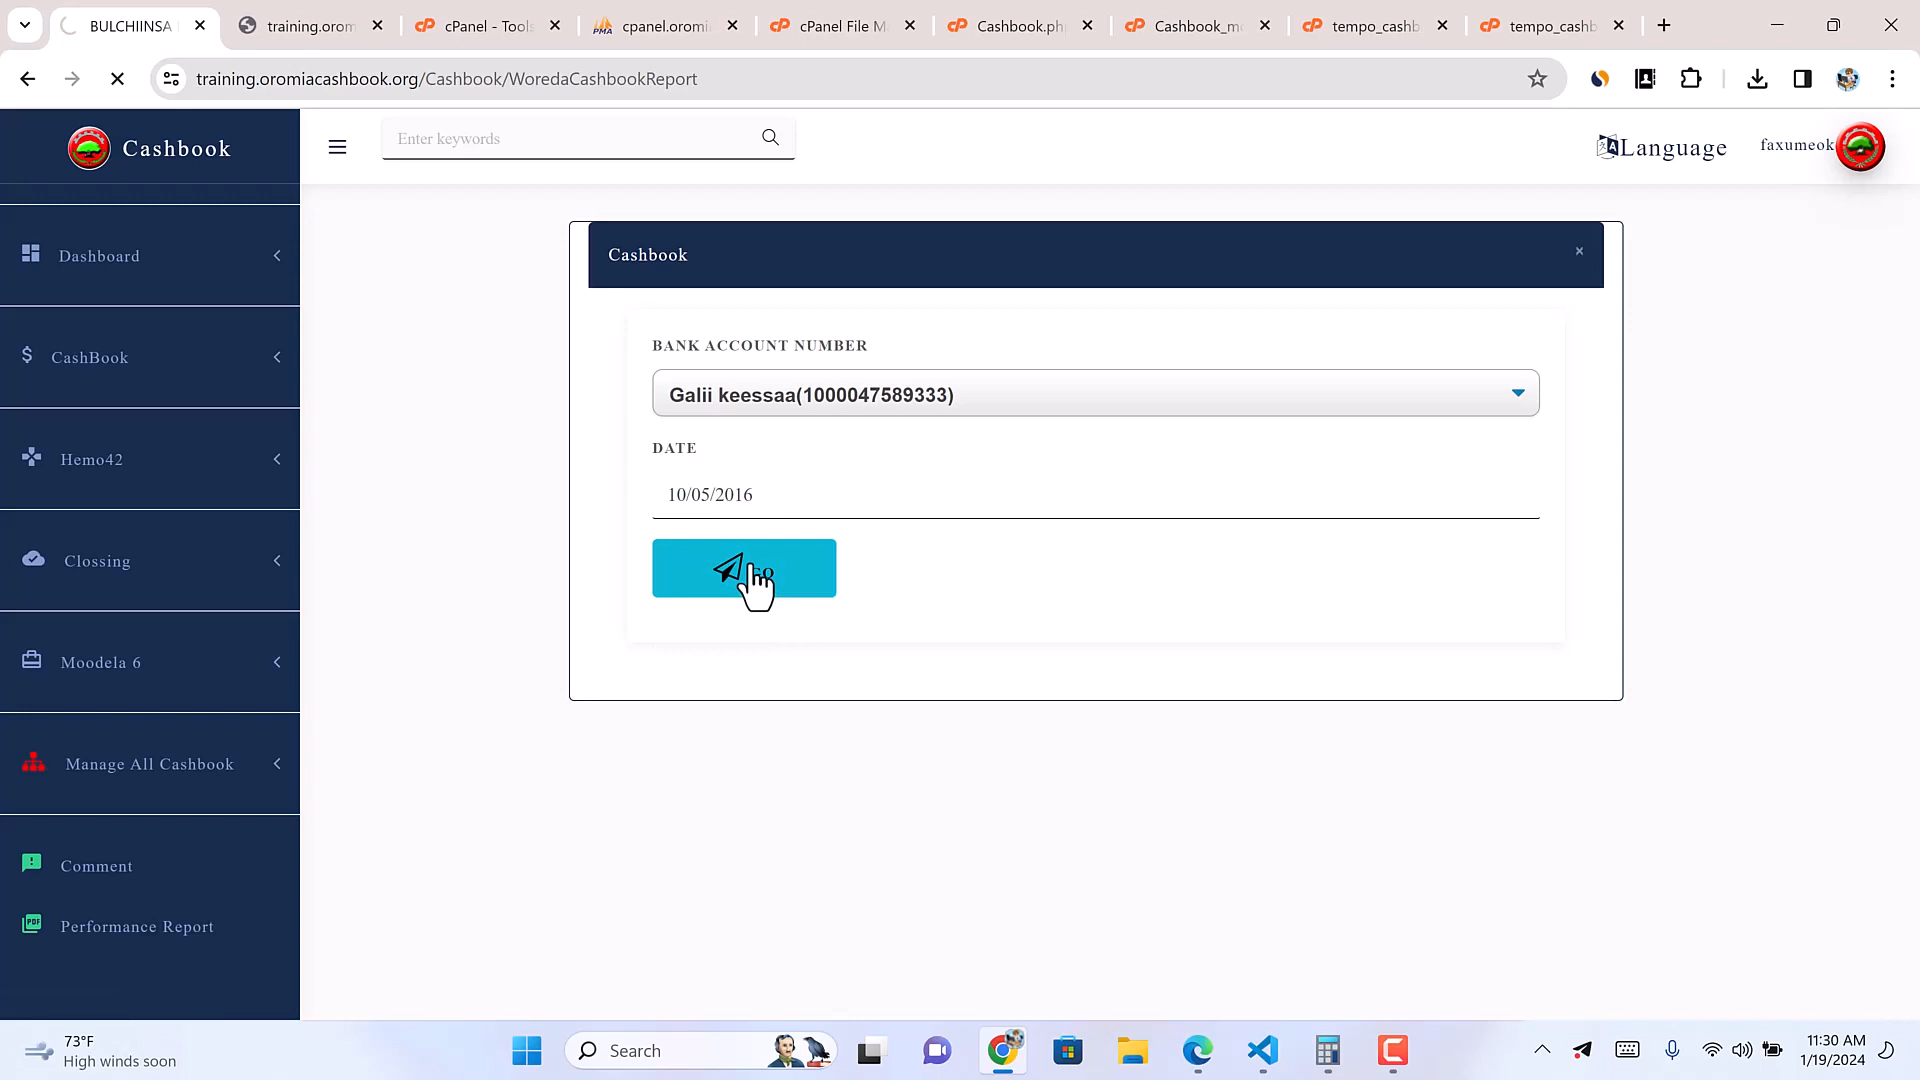 BULCHIINSA
training.orom
cPanel - Tools
cpanel.oromia
cPanel File M
Cashbook.ph
Cashbook_m
tempo_cashb
tempo_cashb
training.oromiacashbook.org/Cashbook/WoredaCashbookReport
Cashbook
Enter keywords
Language
faxumeok
Dashboard
CashBook
Hemo42
Clossing
Moodela 6
Manage All Cashbook
Comment
Performance Report
Cashbook
BANK ACCOUNT NUMBER
Galii keessaa(1000047589333)
DATE
10/05/2016
73°F
High winds soon
Search
11:30 AM
1/19/2024